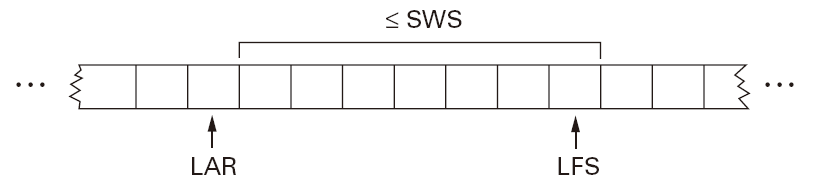 ≤ SWS
... ...
LAR LFS